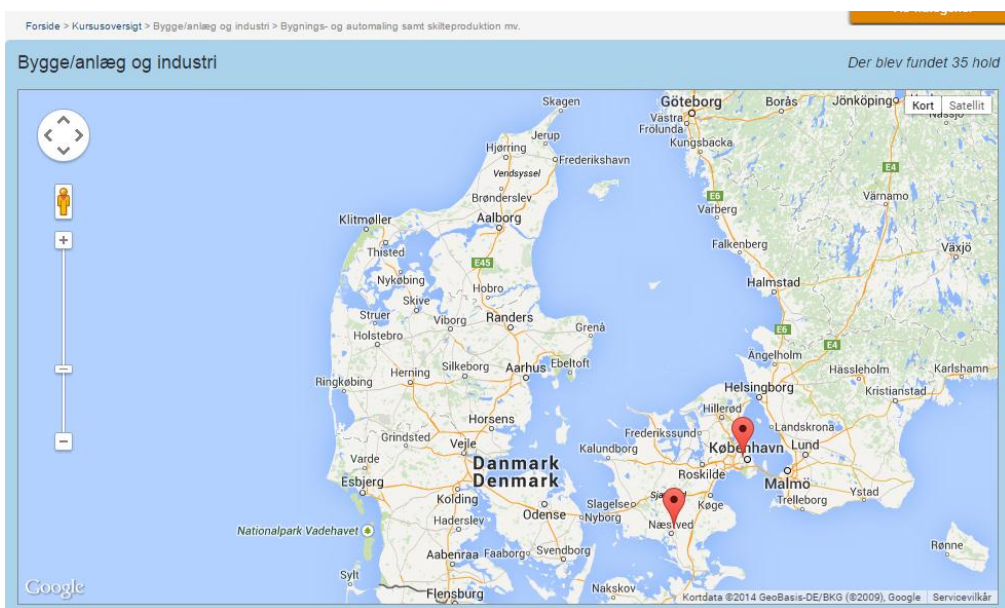 Forside > Kursusoversigt > Bygge/anlæg og industri > Bygnings- og automaling samt skilteproduktion mv.
Bygge/anlæg og industri
Der blev fundet 35 hold
Kort
Satellit
Skagen
Göteborg
Borås
Jönköping
Västra
Frölunda
Kungsbacka
Hjørring
Jerup
Frederikshavn
Vendsyssel
E4
Brønderslev
E6
Värnamo
Varberg
Klitmøller
Aalborg
Falkenberg
Växjö
Thisted
E45
Nykøbing
Hobro
Halmstad
Skive
Struer
Viborg
Randers
Grenå
E6
Holstebro
E4
Ängelholm
Silkeborg
Aarhus
Ebeltoft
Hässleholm
Karlshamn
Herning
Ringkøbing
Helsingborg
Kristianstad
Hillerød
Horsens
Landskrona
Grindsted
Vejle
Frederikssund
Kalundborg
København
Lund
Varde
Danmark
Denmark
Roskilde
Esbjerg
Malmö
Kolding
Trelleborg
Ystad
Slagelse
Køge
Odense
Nyborg
Haderslev
Næstved
Nationalpark Vadehavet
Rønne
Aabenraa
Faaborg
Svendborg
Sylt
Nakskov
Flensburg
Google
Kortdata ©2014 GeoBasis-DE/BKG (©2009), Google
Servicevilkår